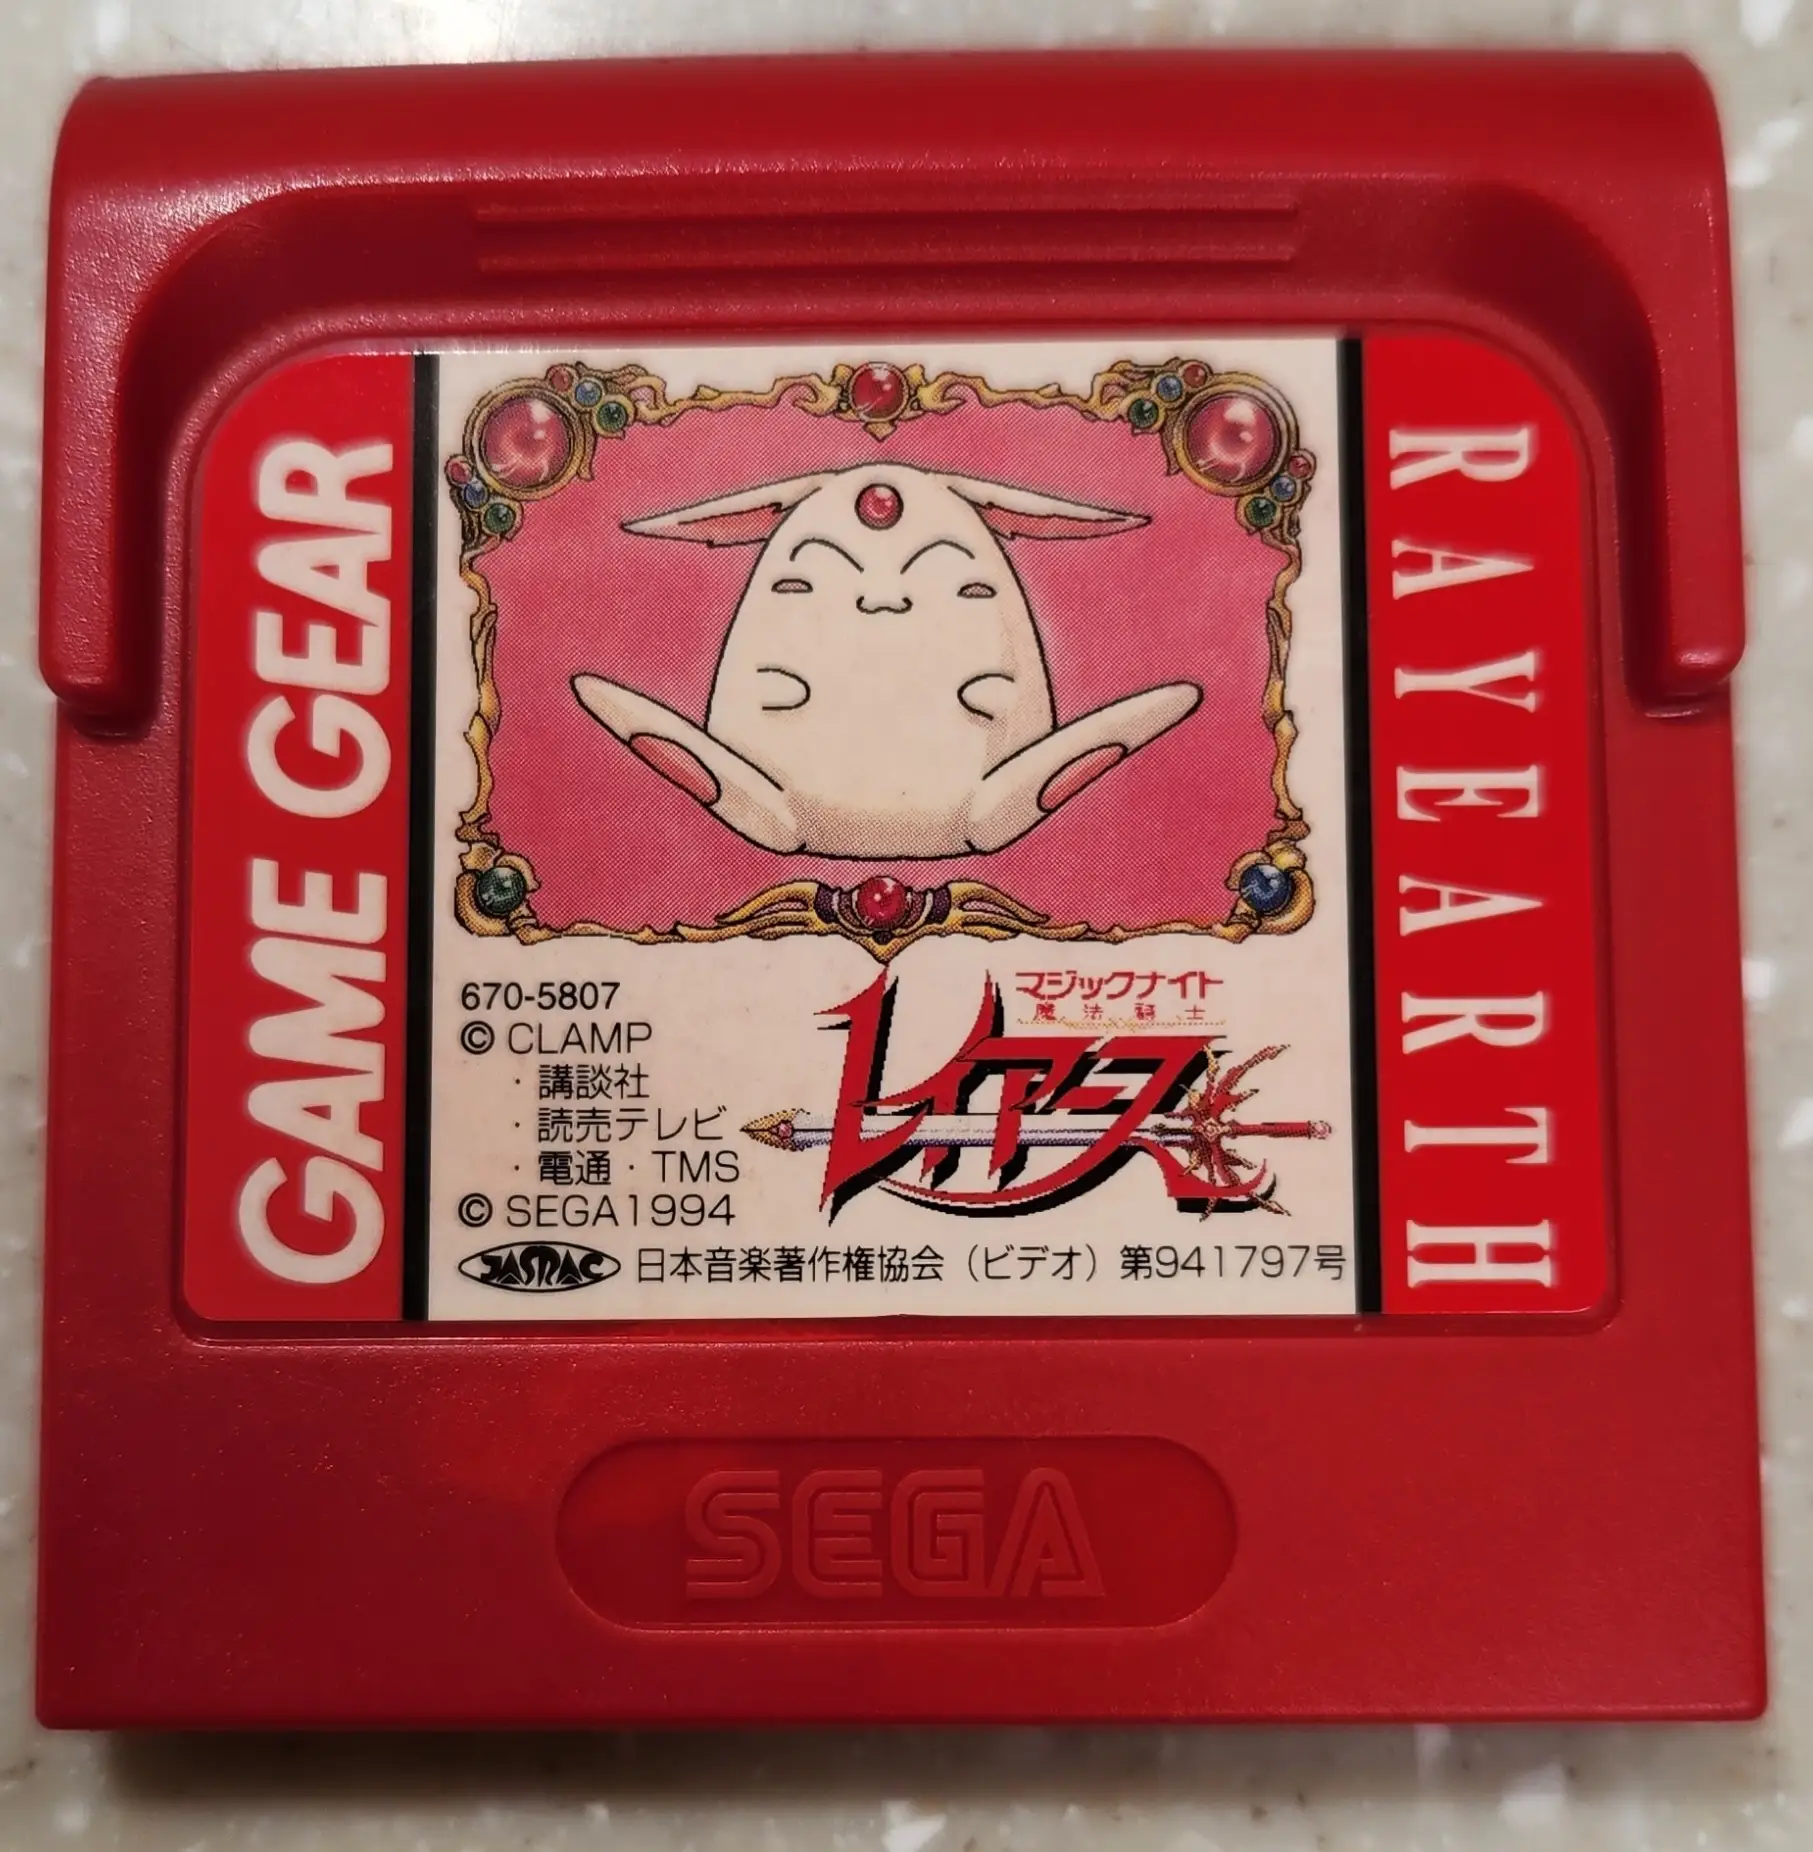 GAME GEAR
RAYEARTH
670-5807
© CLAMP
・講談社
・読売テレビ
・電通・TMS
© SEGA1994
マジックナイト
魔法騎士
レイアース
JASRAC 日本音楽著作権協会（ビデオ）第941797号
SEGA